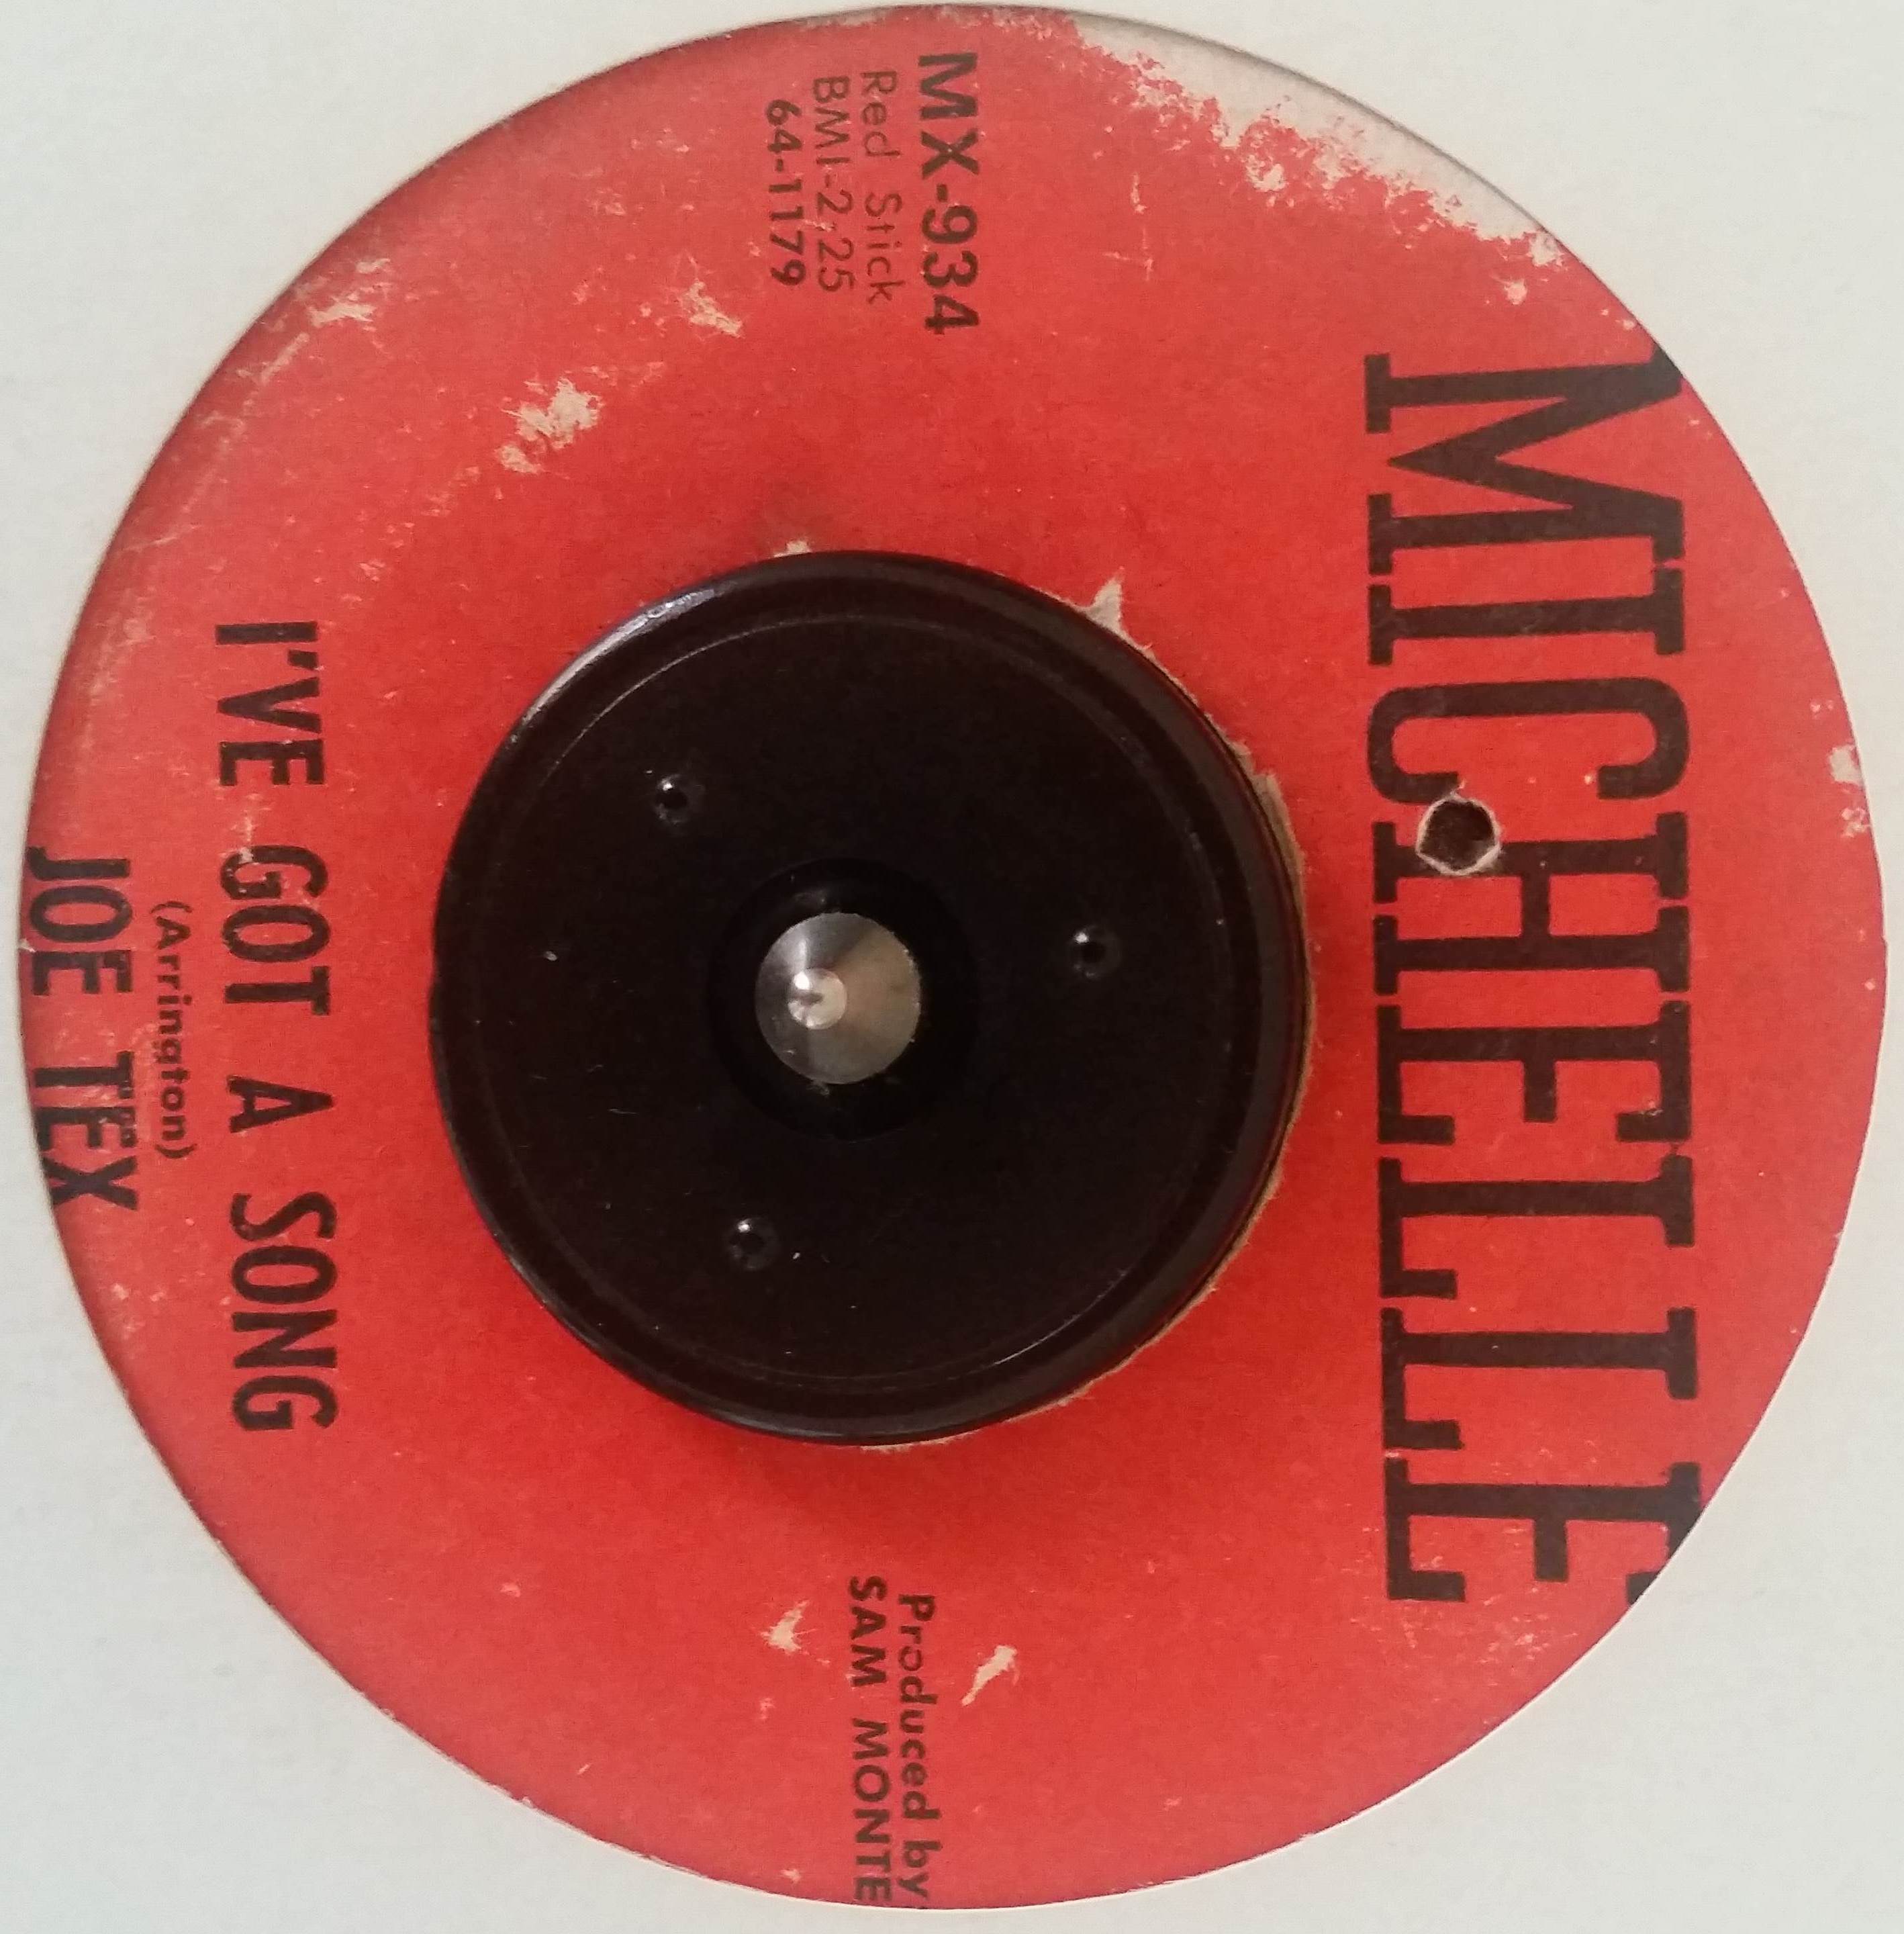 MICHELLE
MX-934
Red Stick
BMI-2:25
64-1179
Produced by
SAM MONTE
I'VE GOT A SONG
(Arrington)
JOE TEX